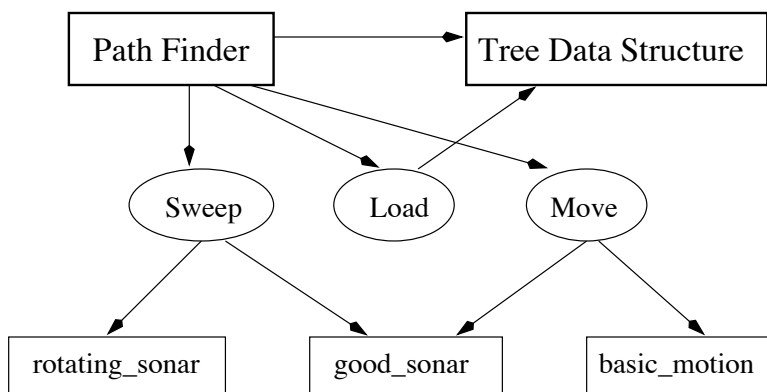 Path Finder
Tree Data Structure
Sweep
Load
Move
rotating_sonar
good_sonar
basic_motion